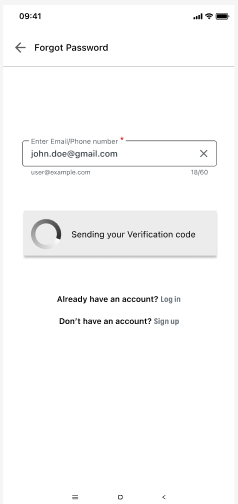 09:41
Forgot Password
Enter Email/Phone number *
john.doe@gmail.com
user@example.com 18/60
Sending your Verification code
Already have an account? Log in
Don't have an account? Sign up